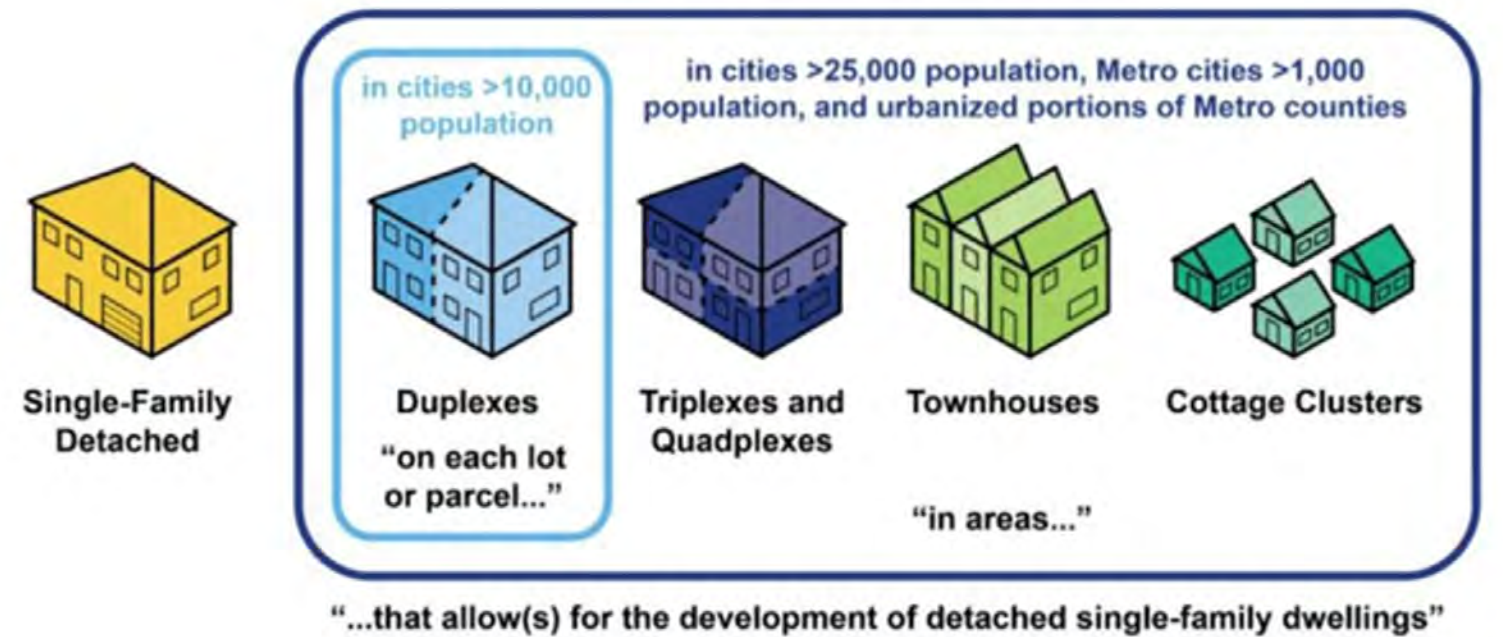 in cities >10,000
population
in cities >25,000 population, Metro cities >1,000
population, and urbanized portions of Metro counties
Single-Family
Detached
Duplexes
“on each lot
or parcel...”
Triplexes and
Quadplexes
Townhouses
Cottage Clusters
“in areas...”
“...that allow(s) for the development of detached single-family dwellings”